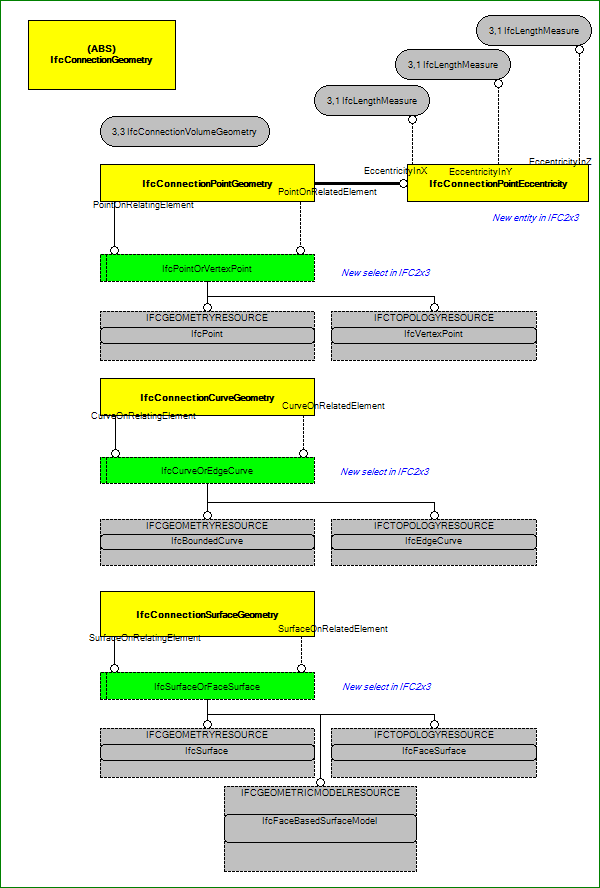 (ABS)
IfcConnectionGeometry
3,1 IfcLengthMeasure
3,1 IfcLengthMeasure
3,1 IfcLengthMeasure
3,3 IfcConnectionVolumeGeometry
EccentricityInX
EccentricityInY
EccentricityInZ
IfcConnectionPointGeometry
IfcConnectionPointEccentricity
PointOnRelatingElement
PointOnRelatedElement
New entity in IFC2x3
IfcPointOrVertexPoint
New select in IFC2x3
IFCGEOMETRYRESOURCE
IfcPoint
IFCTOPOLOGYRESOURCE
IfcVertexPoint
IfcConnectionCurveGeometry
CurveOnRelatingElement
CurveOnRelatedElement
IfcCurveOrEdgeCurve
New select in IFC2x3
IFCGEOMETRYRESOURCE
IfcBoundedCurve
IFCTOPOLOGYRESOURCE
IfcEdgeCurve
IfcConnectionSurfaceGeometry
SurfaceOnRelatingElement
SurfaceOnRelatedElement
IfcSurfaceOrFaceSurface
New select in IFC2x3
IFCGEOMETRYRESOURCE
IfcSurface
IFCTOPOLOGYRESOURCE
IfcFaceSurface
IFCGEOMETRICMODELRESOURCE
IfcFaceBasedSurfaceModel